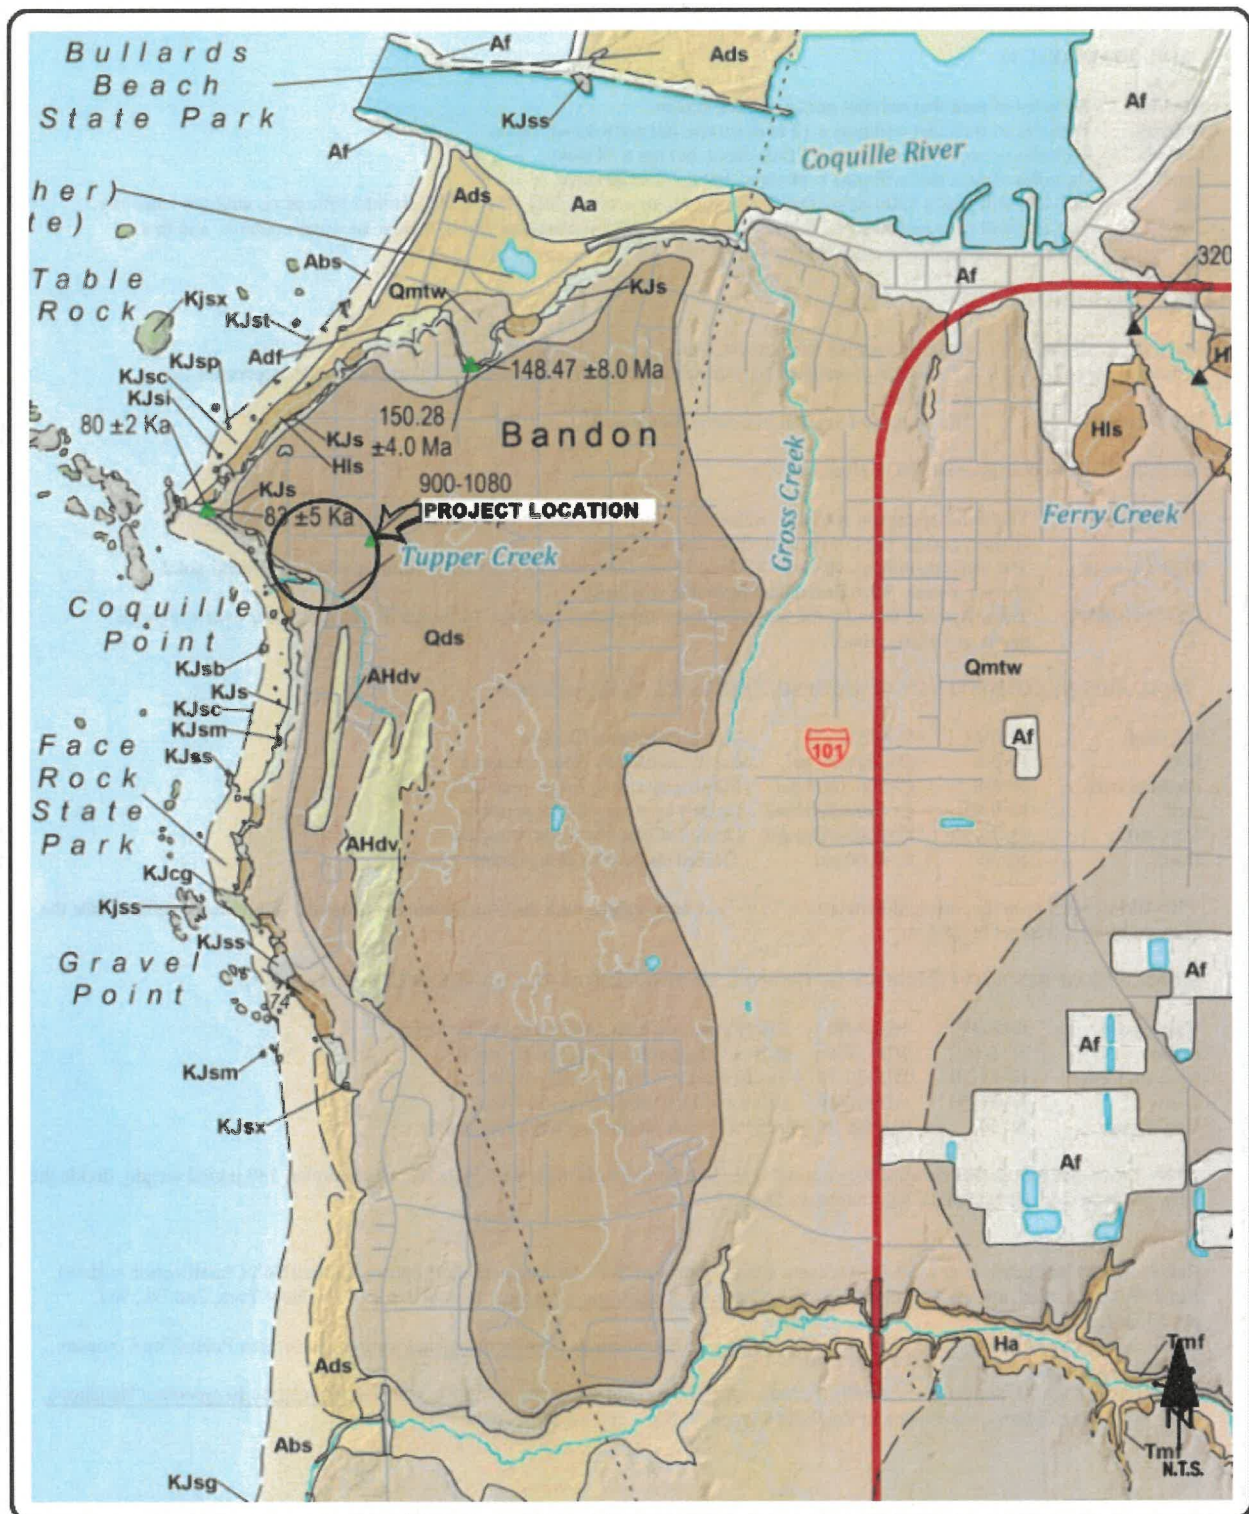 Bullards
Beach
State Park
Af
Ads
KJss
Af
Af
Coquille River
her)
te)
Ads
Aa
Abs
Table
Rock
Kjsx
KJst
Qmtw
KJs
Af
320
Adf
KJsp
KJsc
KJsi
148.47 ±8.0 Ma
Hl
80 ±2 Ka
150.28
±4.0 Ma
KJs
Hls
Bandon
Hls
KJs
900-1080
83 ±5 Ka
PROJECT LOCATION
Gross Creek
Ferry Creek
Tupper Creek
Coquille
Point
Qds
KJsb
AHdv
Qmtw
KJs
KJsc
KJsm
Af
Face
Rock
State
Park
KJss
101
AHdv
KJcg
Kjss
KJss
Gravel
Point
74
Af
Af
KJsm
KJsx
Af
Ads
Ha
Tmf
Abs
Tmf
N
N.T.S.
KJsg